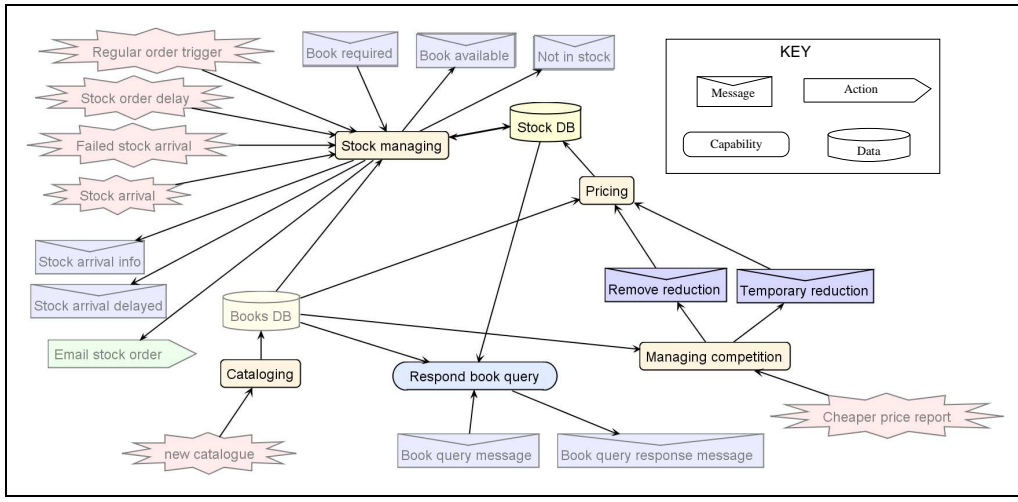 Regular order trigger
Book required
Book available
Not in stock
KEY
Message
Action
Stock order delay
Stock DB
Failed stock arrival
Stock managing
Capability
Data
Stock arrival
Pricing
Stock arrival info
Stock arrival delayed
Remove reduction
Temporary reduction
Books DB
Email stock order
Managing competition
Cataloging
Respond book query
Cheaper price report
new catalogue
Book query message
Book query response message